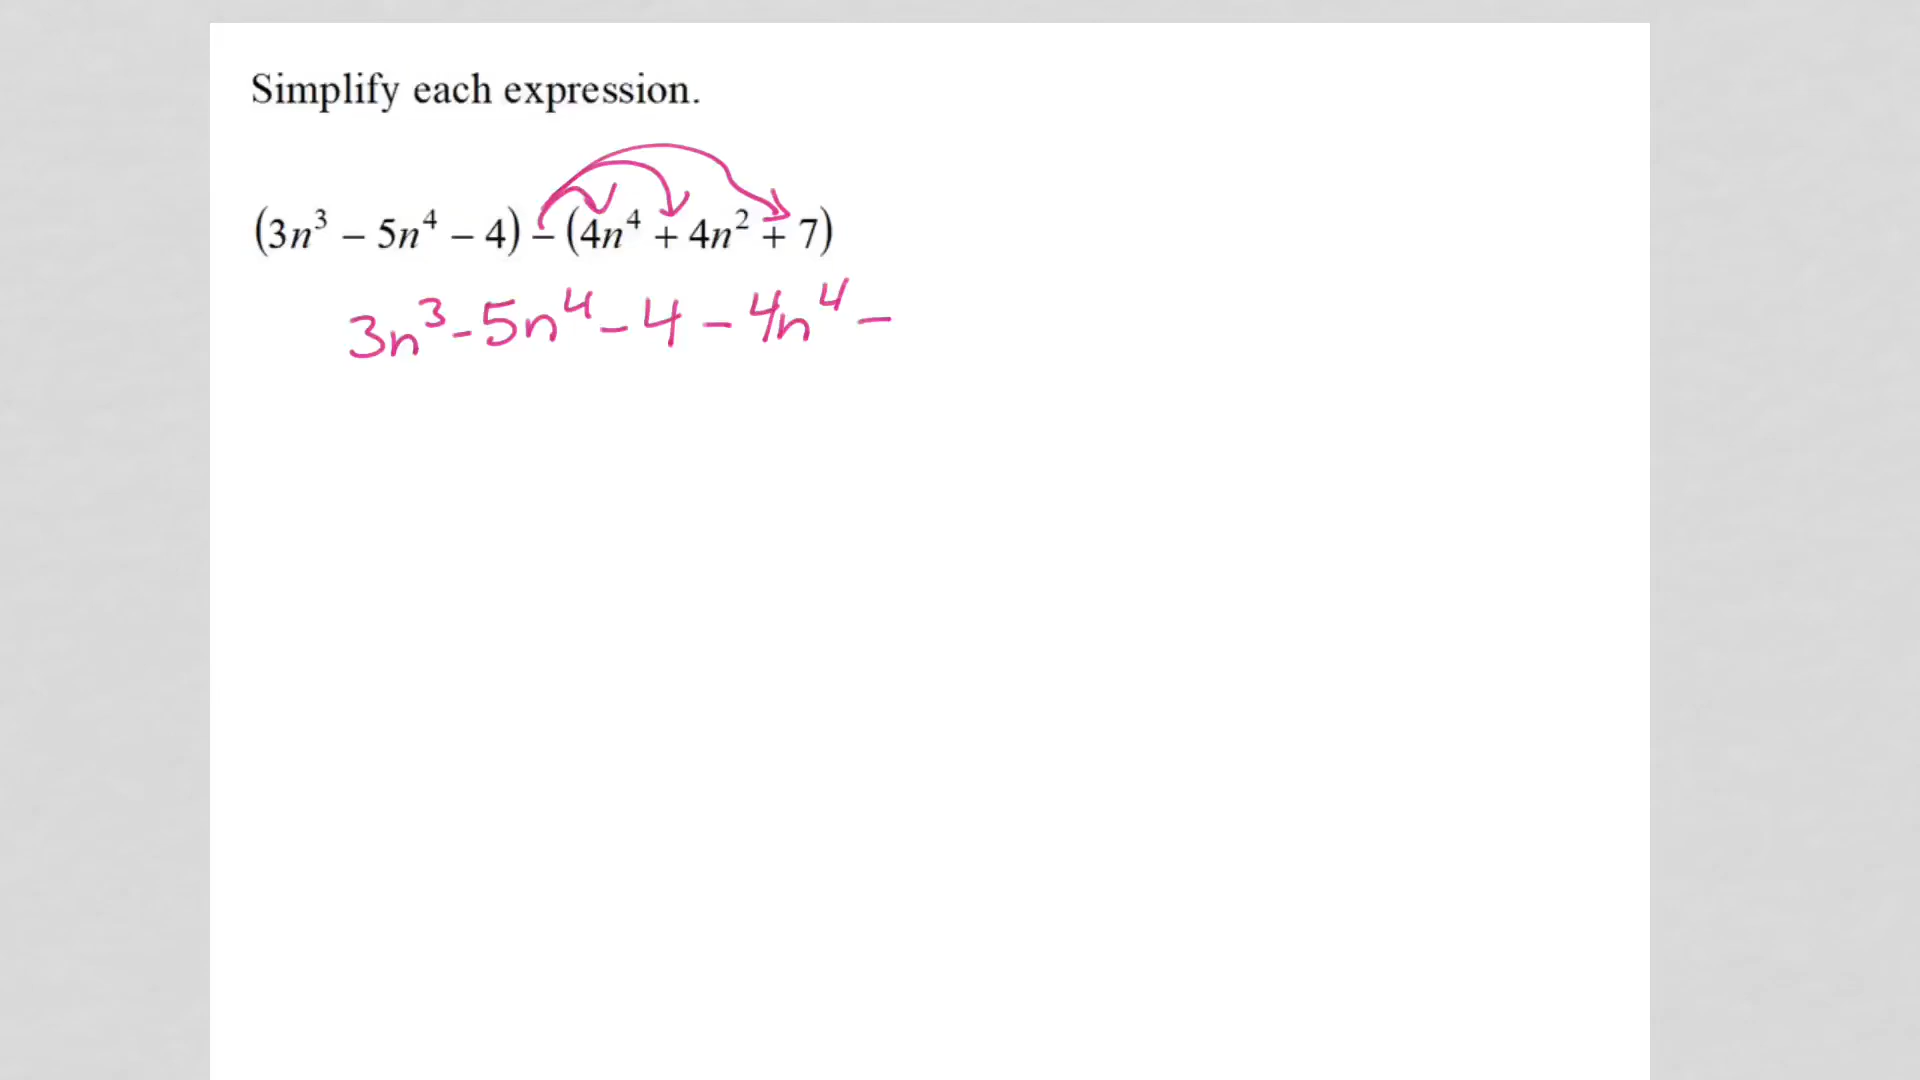 Simplify each expression.
(3n³ − 5n⁴ − 4) − (4n⁴ + 4n² + 7)
3n³ - 5n⁴ - 4 - 4n⁴ -